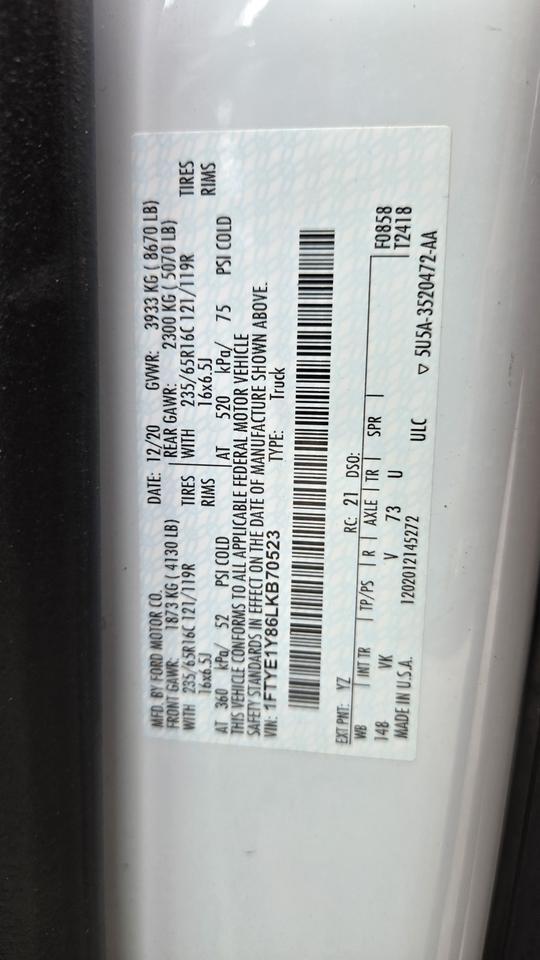 MFD. BY FORD MOTOR CO. DATE: 12/20 GVWR: 3933 KG ( 8670 LB)
FRONT GAWR: 1873 KG ( 4130 LB) REAR GAWR: 2300 KG ( 5070 LB)
WITH 235/65R16C 121/119R TIRES WITH 235/65R16C 121/119R TIRES
16x6.5J RIMS 16x6.5J RIMS
AT 360 kPa/ 52 PSI COLD AT 520 kPa/ 75 PSI COLD
THIS VEHICLE CONFORMS TO ALL APPLICABLE FEDERAL MOTOR VEHICLE
SAFETY STANDARDS IN EFFECT ON THE DATE OF MANUFACTURE SHOWN ABOVE.
VIN: 1FTYE1Y86LKB70523 TYPE: Truck
EXT PNT: YZ RC: 21 DSO:
WB INT TR TP/PS R AXLE TR SPR F0858
148 VK V 73 U T2418
MADE IN U.S.A. 1202012145272 ULC ▽ 5U5A-3520472-AA